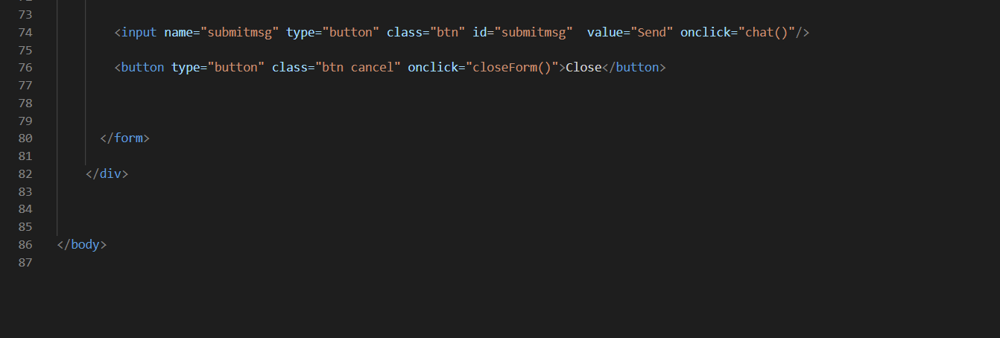 73
74 <input name="submitmsg" type="button" class="btn" id="submitmsg"  value="Send" onclick="chat()"/>
75
76 <button type="button" class="btn cancel" onclick="closeForm()">Close</button>
77
78
79
80 </form>
81
82 </div>
83
84
85
86 </body>
87